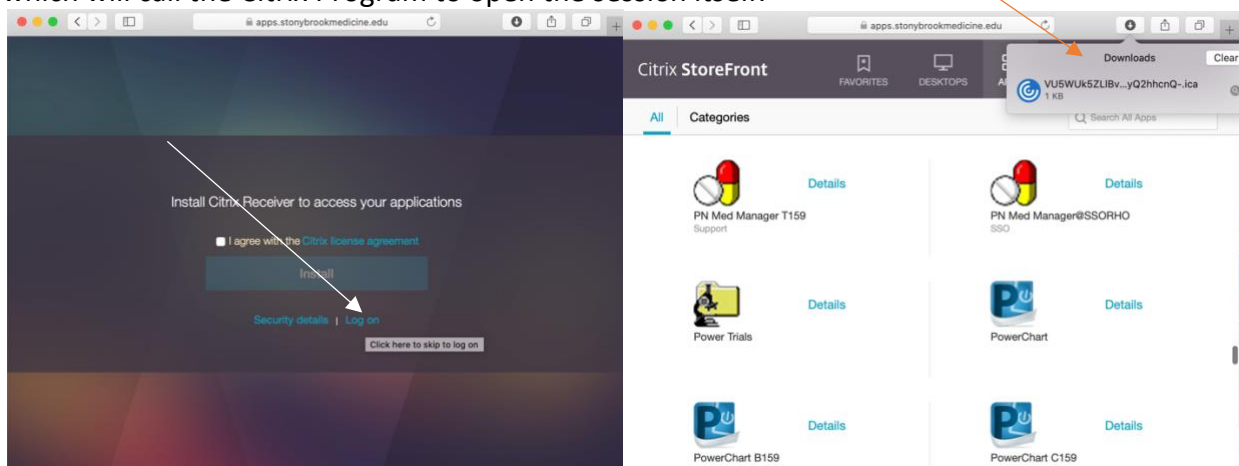 which will call the Citrix Program to open the session itself
apps.stonybrookmedicine.edu
Install Citrix Receiver to access your applications
I agree with the Citrix license agreement
Install
Security details | Log on
Click here to skip to log on
apps.stonybrookmedicine.edu
Citrix StoreFront
FAVORITES
DESKTOPS
Downloads
Clear
VU5WUk5ZLIBv...yQ2hhcnQ-.ica
1 KB
All
Categories
Search All Apps
PN Med Manager T159
Support
Details
PN Med Manager@SSORHO
SSO
Details
Power Trials
Details
PowerChart
Details
PowerChart B159
Details
PowerChart C159
Details